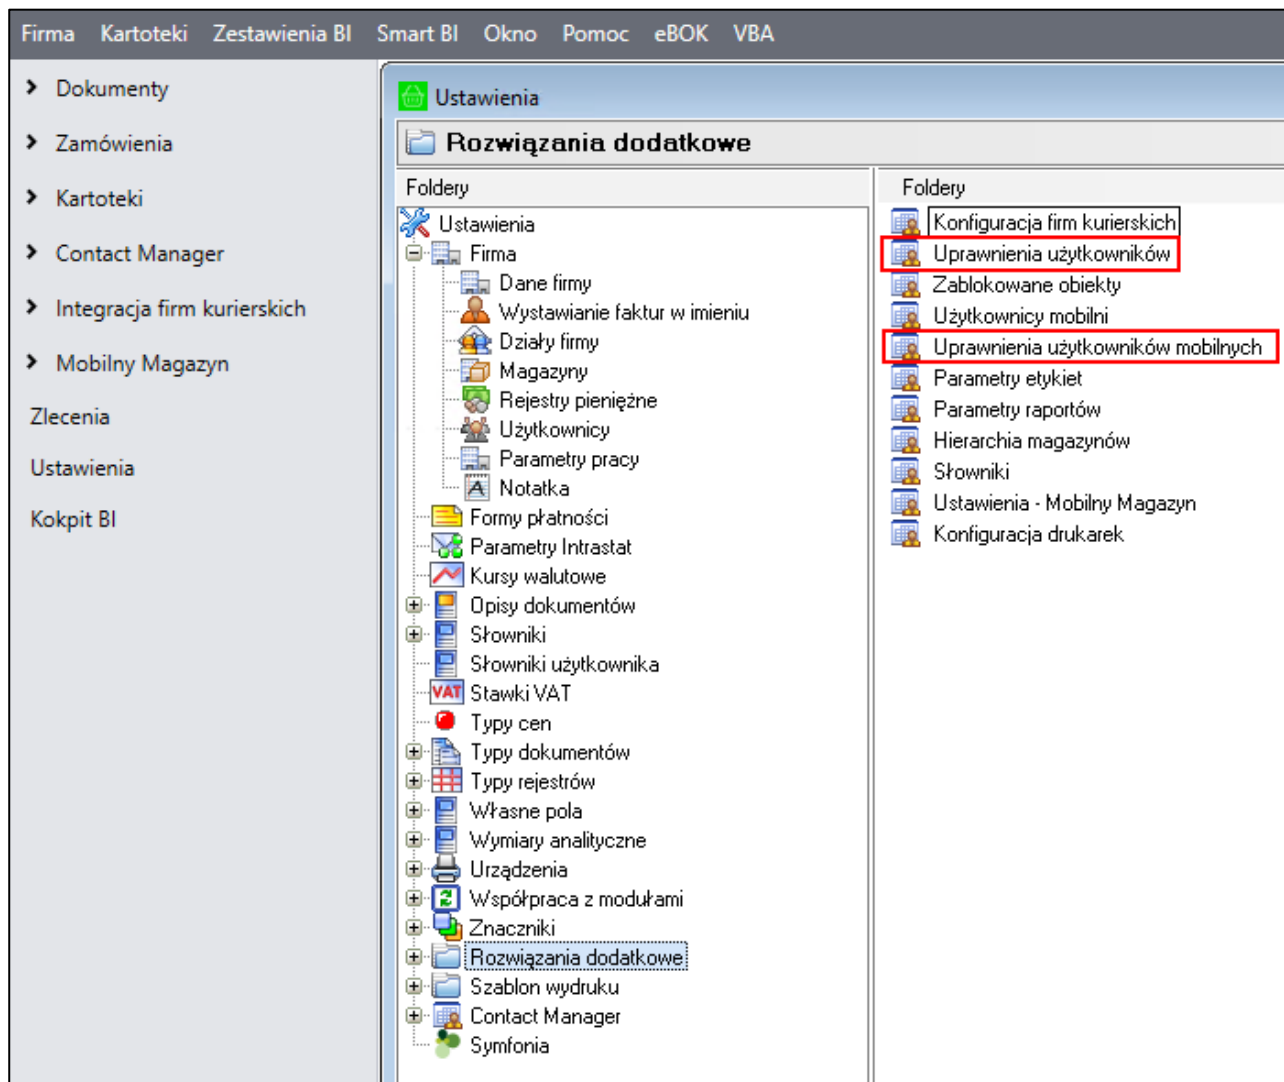 Firma Kartoteki Zestawienia BI Smart BI Okno Pomoc eBOK VBA
Dokumenty
Zamówienia
Kartoteki
Contact Manager
Integracja firm kurierskich
Mobilny Magazyn
Zlecenia
Ustawienia
Kokpit BI
Ustawienia
Rozwiązania dodatkowe
Foldery
Ustawienia
Firma
Dane firmy
Wystawianie faktur w imieniu
Działy firmy
Magazyny
Rejestry pieniężne
Użytkownicy
Parametry pracy
Notatka
Formy płatności
Parametry Intrastat
Kursy walutowe
Opisy dokumentów
Słowniki
Słowniki użytkownika
VAT Stawki VAT
Typy cen
Typy dokumentów
Typy rejestrów
Własne pola
Wymiary analityczne
Urządzenia
Współpraca z modułami
Znaczniki
Rozwiązania dodatkowe
Szablon wydruku
Contact Manager
Symfonia
Foldery
Konfiguracja firm kurierskich
Uprawnienia użytkowników
Zablokowane obiekty
Użytkownicy mobilni
Uprawnienia użytkowników mobilnych
Parametry etykiet
Parametry raportów
Hierarchia magazynów
Słowniki
Ustawienia - Mobilny Magazyn
Konfiguracja drukarek